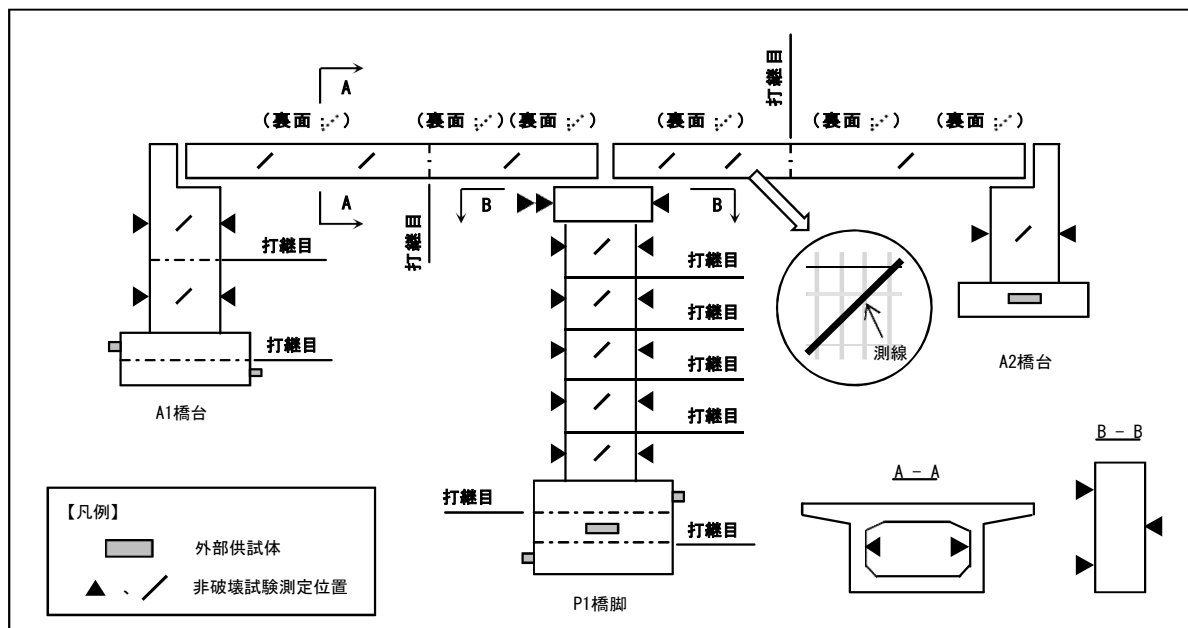 A
打継目
(裏面 )
(裏面 )(裏面 )
(裏面 )
(裏面 )
(裏面 )
A
打継目
B
B
打継目
打継目
打継目
打継目
打継目
打継目
測線
A1橋台
A2橋台
打継目
打継目
P1橋脚
A - A
B - B
【凡例】
外部供試体
▲ 、 / 非破壊試験測定位置